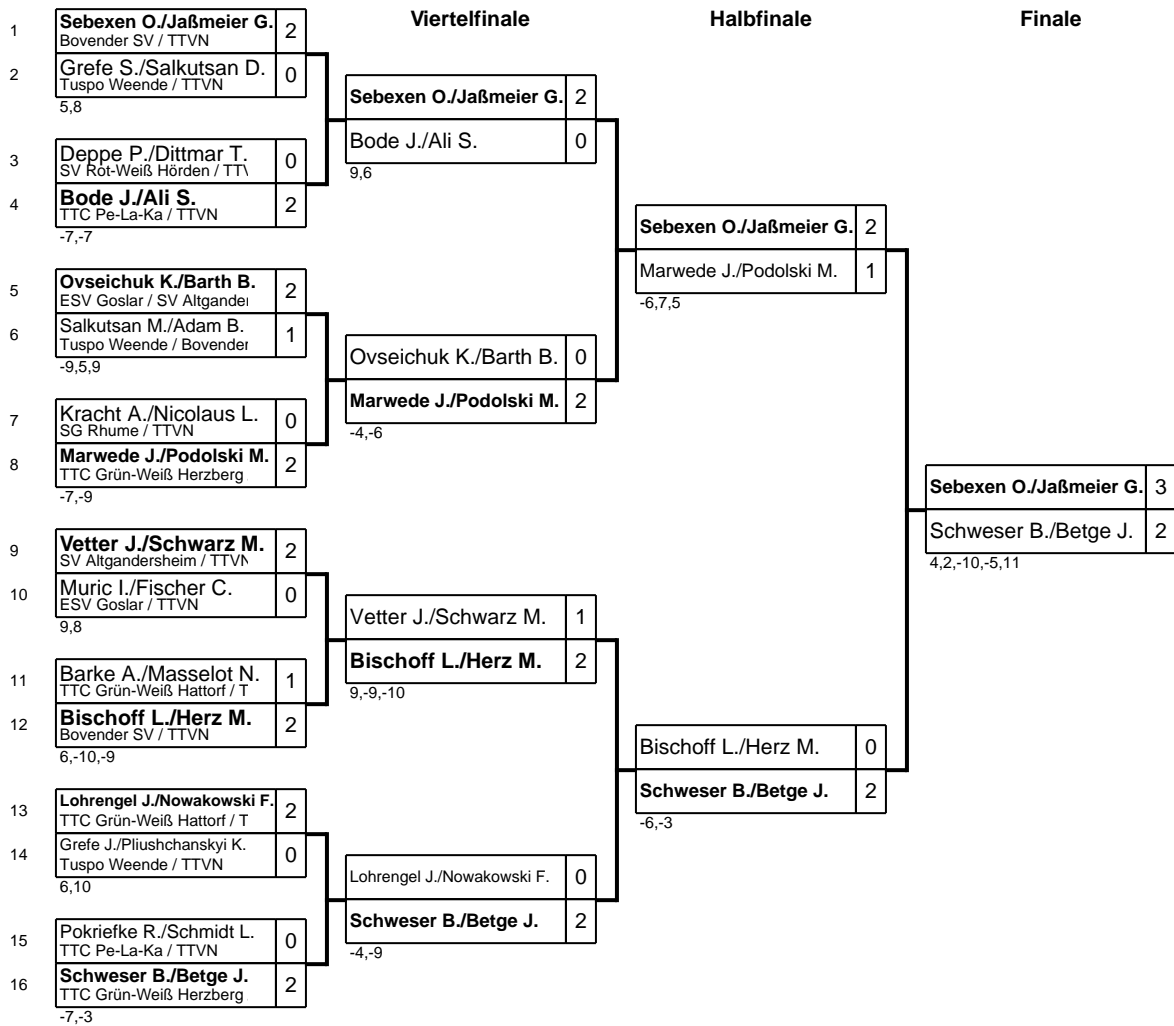 Viertelfinale
Halbfinale
Finale
1
Sebexen O./Jaßmeier G. 2
Bovender SV / TTVN
2
Grefe S./Salkutsan D. 0
Tuspo Weende / TTVN
5,8
3
Deppe P./Dittmar T. 0
SV Rot-Weiß Hörden / TT\
4
Bode J./Ali S. 2
TTC Pe-La-Ka / TTVN
-7,-7
5
Ovseichuk K./Barth B. 2
ESV Goslar / SV Altgander
6
Salkutsan M./Adam B. 1
Tuspo Weende / Bovender
-9,5,9
7
Kracht A./Nicolaus L. 0
SG Rhume / TTVN
8
Marwede J./Podolski M. 2
TTC Grün-Weiß Herzberg
-7,-9
9
Vetter J./Schwarz M. 2
SV Altgandersheim / TTVN
10
Muric I./Fischer C. 0
ESV Goslar / TTVN
9,8
11
Barke A./Masselot N. 1
TTC Grün-Weiß Hattorf / T
12
Bischoff L./Herz M. 2
Bovender SV / TTVN
6,-10,-9
13
Lohrengel J./Nowakowski F. 2
TTC Grün-Weiß Hattorf / T
14
Grefe J./Pliushchanskyi K. 0
Tuspo Weende / TTVN
6,10
15
Pokriefke R./Schmidt L. 0
TTC Pe-La-Ka / TTVN
16
Schweser B./Betge J. 2
TTC Grün-Weiß Herzberg
-7,-3
Sebexen O./Jaßmeier G. 2
Bode J./Ali S. 0
9,6
Ovseichuk K./Barth B. 0
Marwede J./Podolski M. 2
-4,-6
Vetter J./Schwarz M. 1
Bischoff L./Herz M. 2
9,-9,-10
Lohrengel J./Nowakowski F. 0
Schweser B./Betge J. 2
-4,-9
Sebexen O./Jaßmeier G. 2
Marwede J./Podolski M. 1
-6,7,5
Bischoff L./Herz M. 0
Schweser B./Betge J. 2
-6,-3
Sebexen O./Jaßmeier G. 3
Schweser B./Betge J. 2
4,2,-10,-5,11